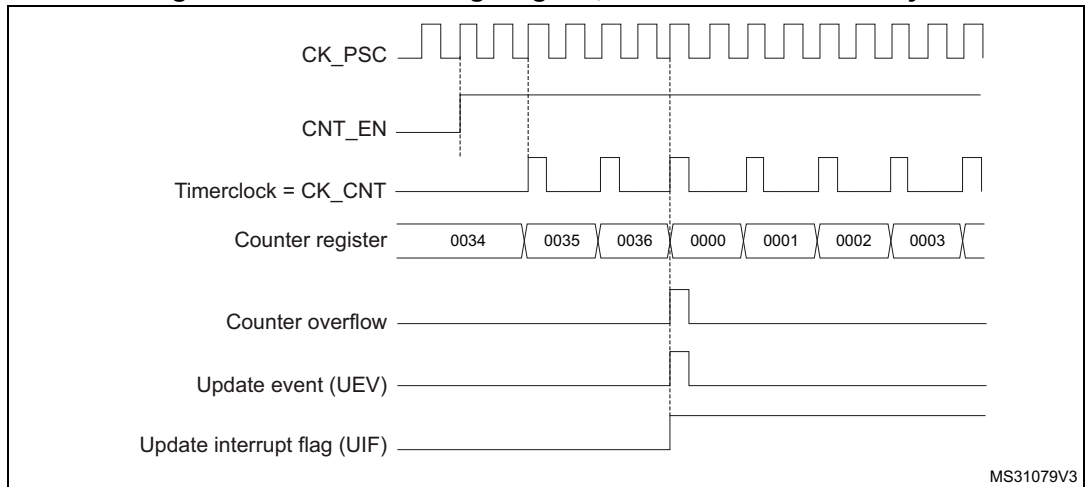 CK_PSC
CNT_EN
Timerclock = CK_CNT
Counter register 0034 0035 0036 0000 0001 0002 0003
Counter overflow
Update event (UEV)
Update interrupt flag (UIF)
MS31079V3